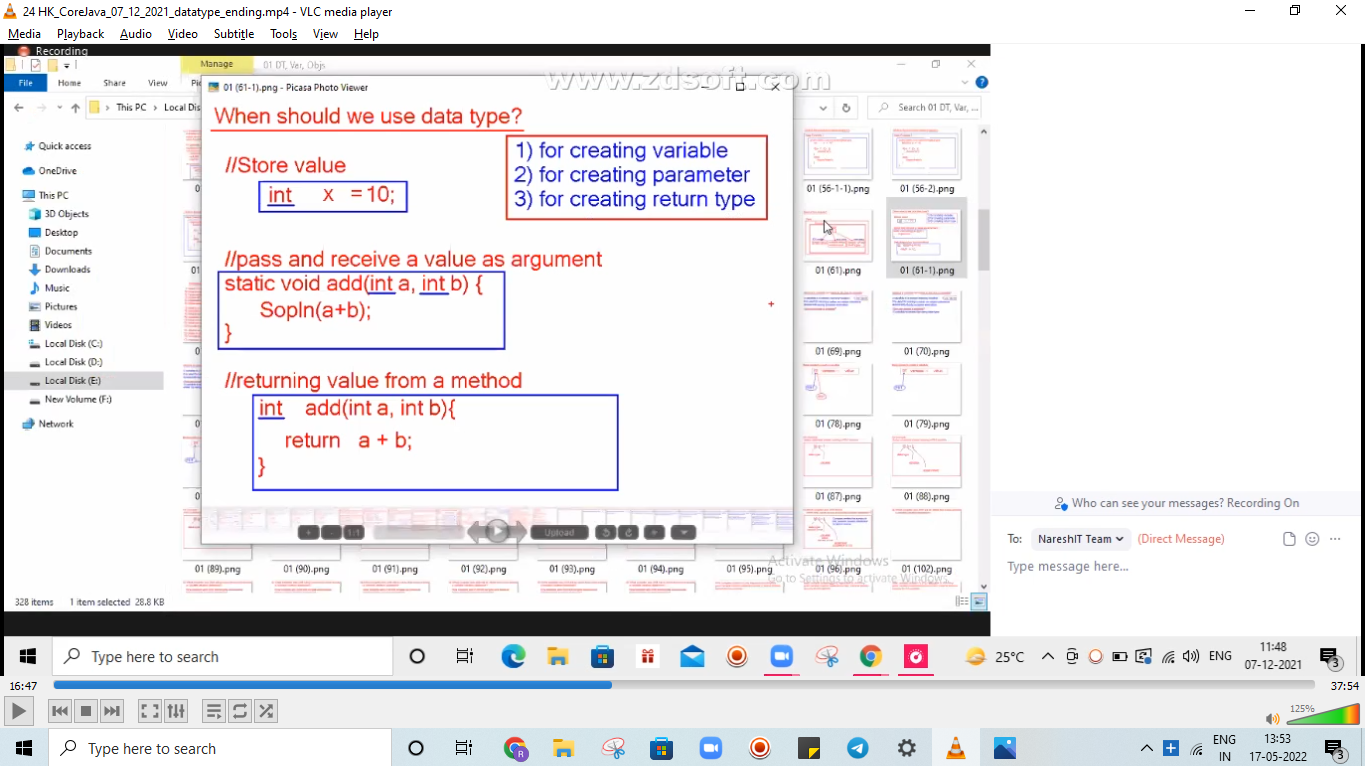 24 HK_CoreJava_07_12_2021_datatype_ending.mp4 - VLC media player
Media Playback Audio Video Subtitle Tools View Help
Recording
Manage 01 DT, Var, Objs
www.zdsoft.com
File Home Share View
01 (61-1).png - Picasa Photo Viewer
This PC Local Dis
Search 01 DT, Var, ...
When should we use data type?
1) for creating variable
2) for creating parameter
3) for creating return type
//Store value
int x = 10;
//pass and receive a value as argument
static void add(int a, int b) {
Sopln(a+b);
}
//returning value from a method
int add(int a, int b){
return a + b;
}
1:1
Upload
Quick access
OneDrive
This PC
3D Objects
Desktop
Documents
Downloads
Music
Pictures
Videos
Local Disk (C:)
Local Disk (D:)
Local Disk (E:)
New Volume (F:)
Network
01 (56-1-1).png 01 (56-2).png
01 (61).png 01 (61-1).png
01 (69).png 01 (70).png
01 (78).png 01 (79).png
01 (87).png 01 (88).png
01 (89).png 01 (90).png 01 (91).png 01 (92).png 01 (93).png 01 (94).png 01 (95).png 01 (96).png 01 (102).png
Activate Windows
Go to Settings to activate Windows.
328 items 1 item selected 28.8 KB
Who can see your messages? Recording On
To: NareshIT Team (Direct Message)
Type message here...
Type here to search
25°C
ENG
11:48
07-12-2021
3
16:47
37:54
125%
Type here to search
ENG
IN
13:53
17-05-2022
3